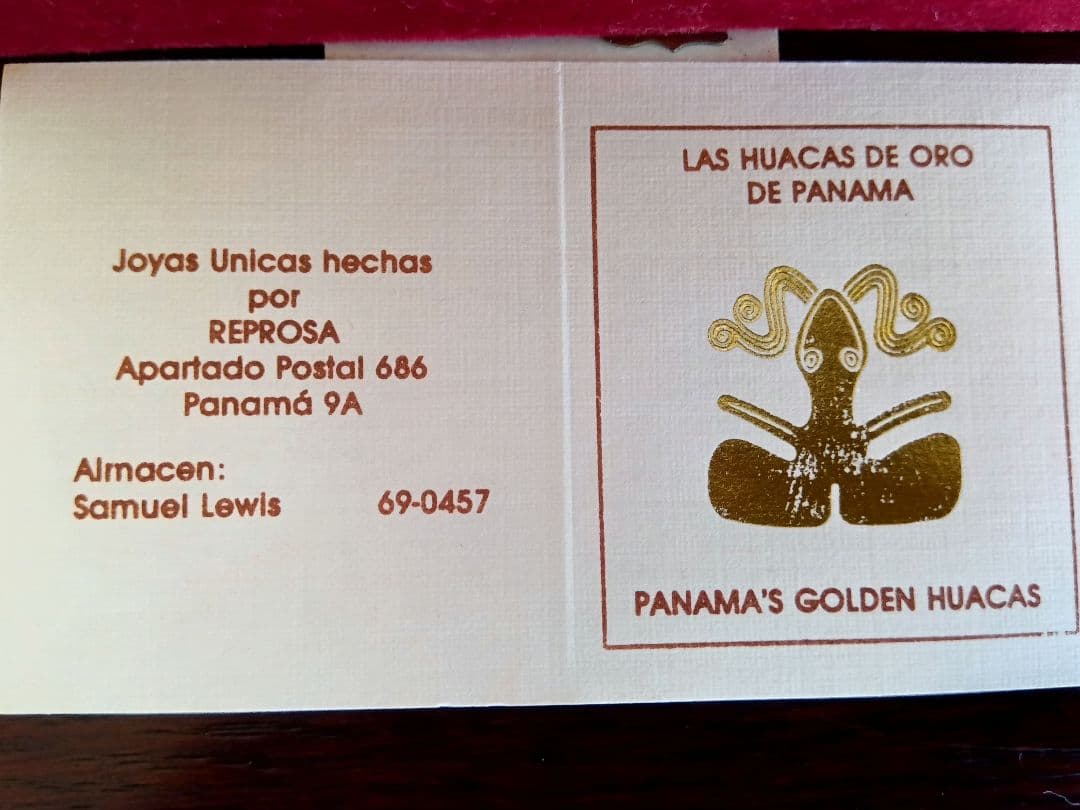 Joyas Unicas hechas
por
REPROSA
Apartado Postal 686
Panamá 9A
Almacen:
Samuel Lewis 69-0457
LAS HUACAS DE ORO
DE PANAMA
PANAMA'S GOLDEN HUACAS